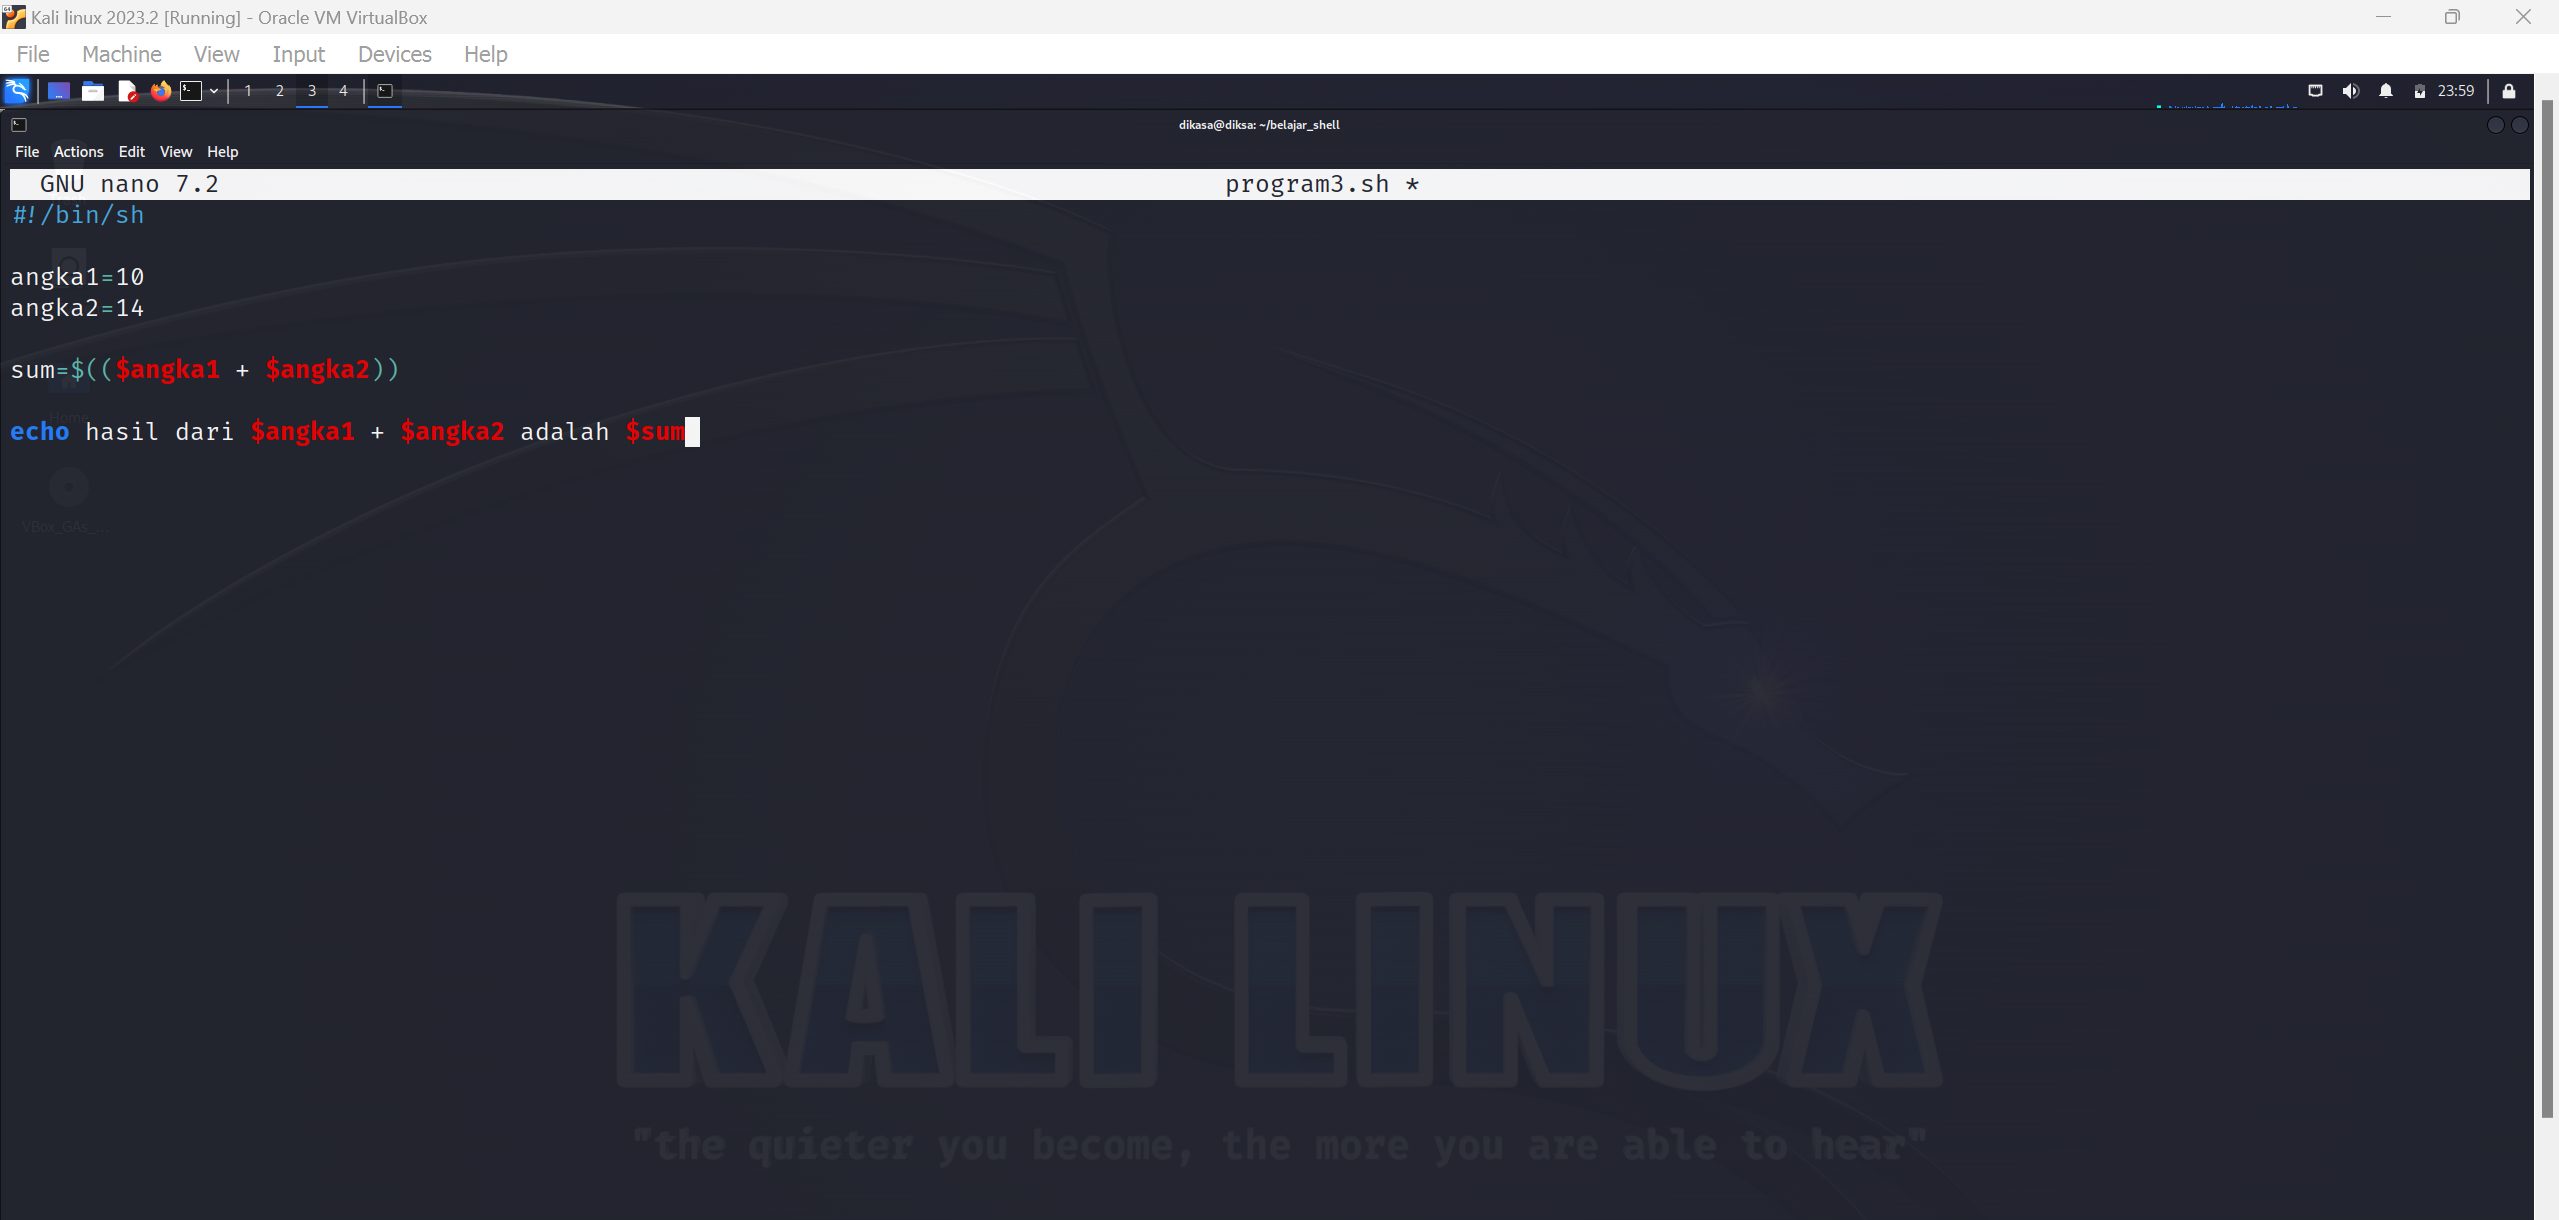 Kali linux 2023.2 [Running] - Oracle VM VirtualBox
File Machine View Input Devices Help
1 2 3 4 23:59
dikasa@diksa: ~/belajar_shell
File Actions Edit View Help
GNU nano 7.2 program3.sh *
#!/bin/sh
angka1=10
angka2=14
sum=$(($angka1 + $angka2))
Home
echo hasil dari $angka1 + $angka2 adalah $sum
VBox_GAs_...
KALI LINUX
"the quieter you become, the more you are able to hear"